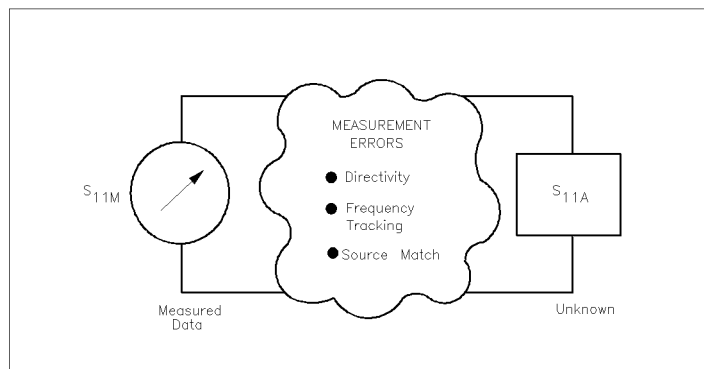 MEASUREMENT
ERRORS
S11M
Directivity
Frequency
Tracking
Source Match
S11A
Measured
Data
Unknown